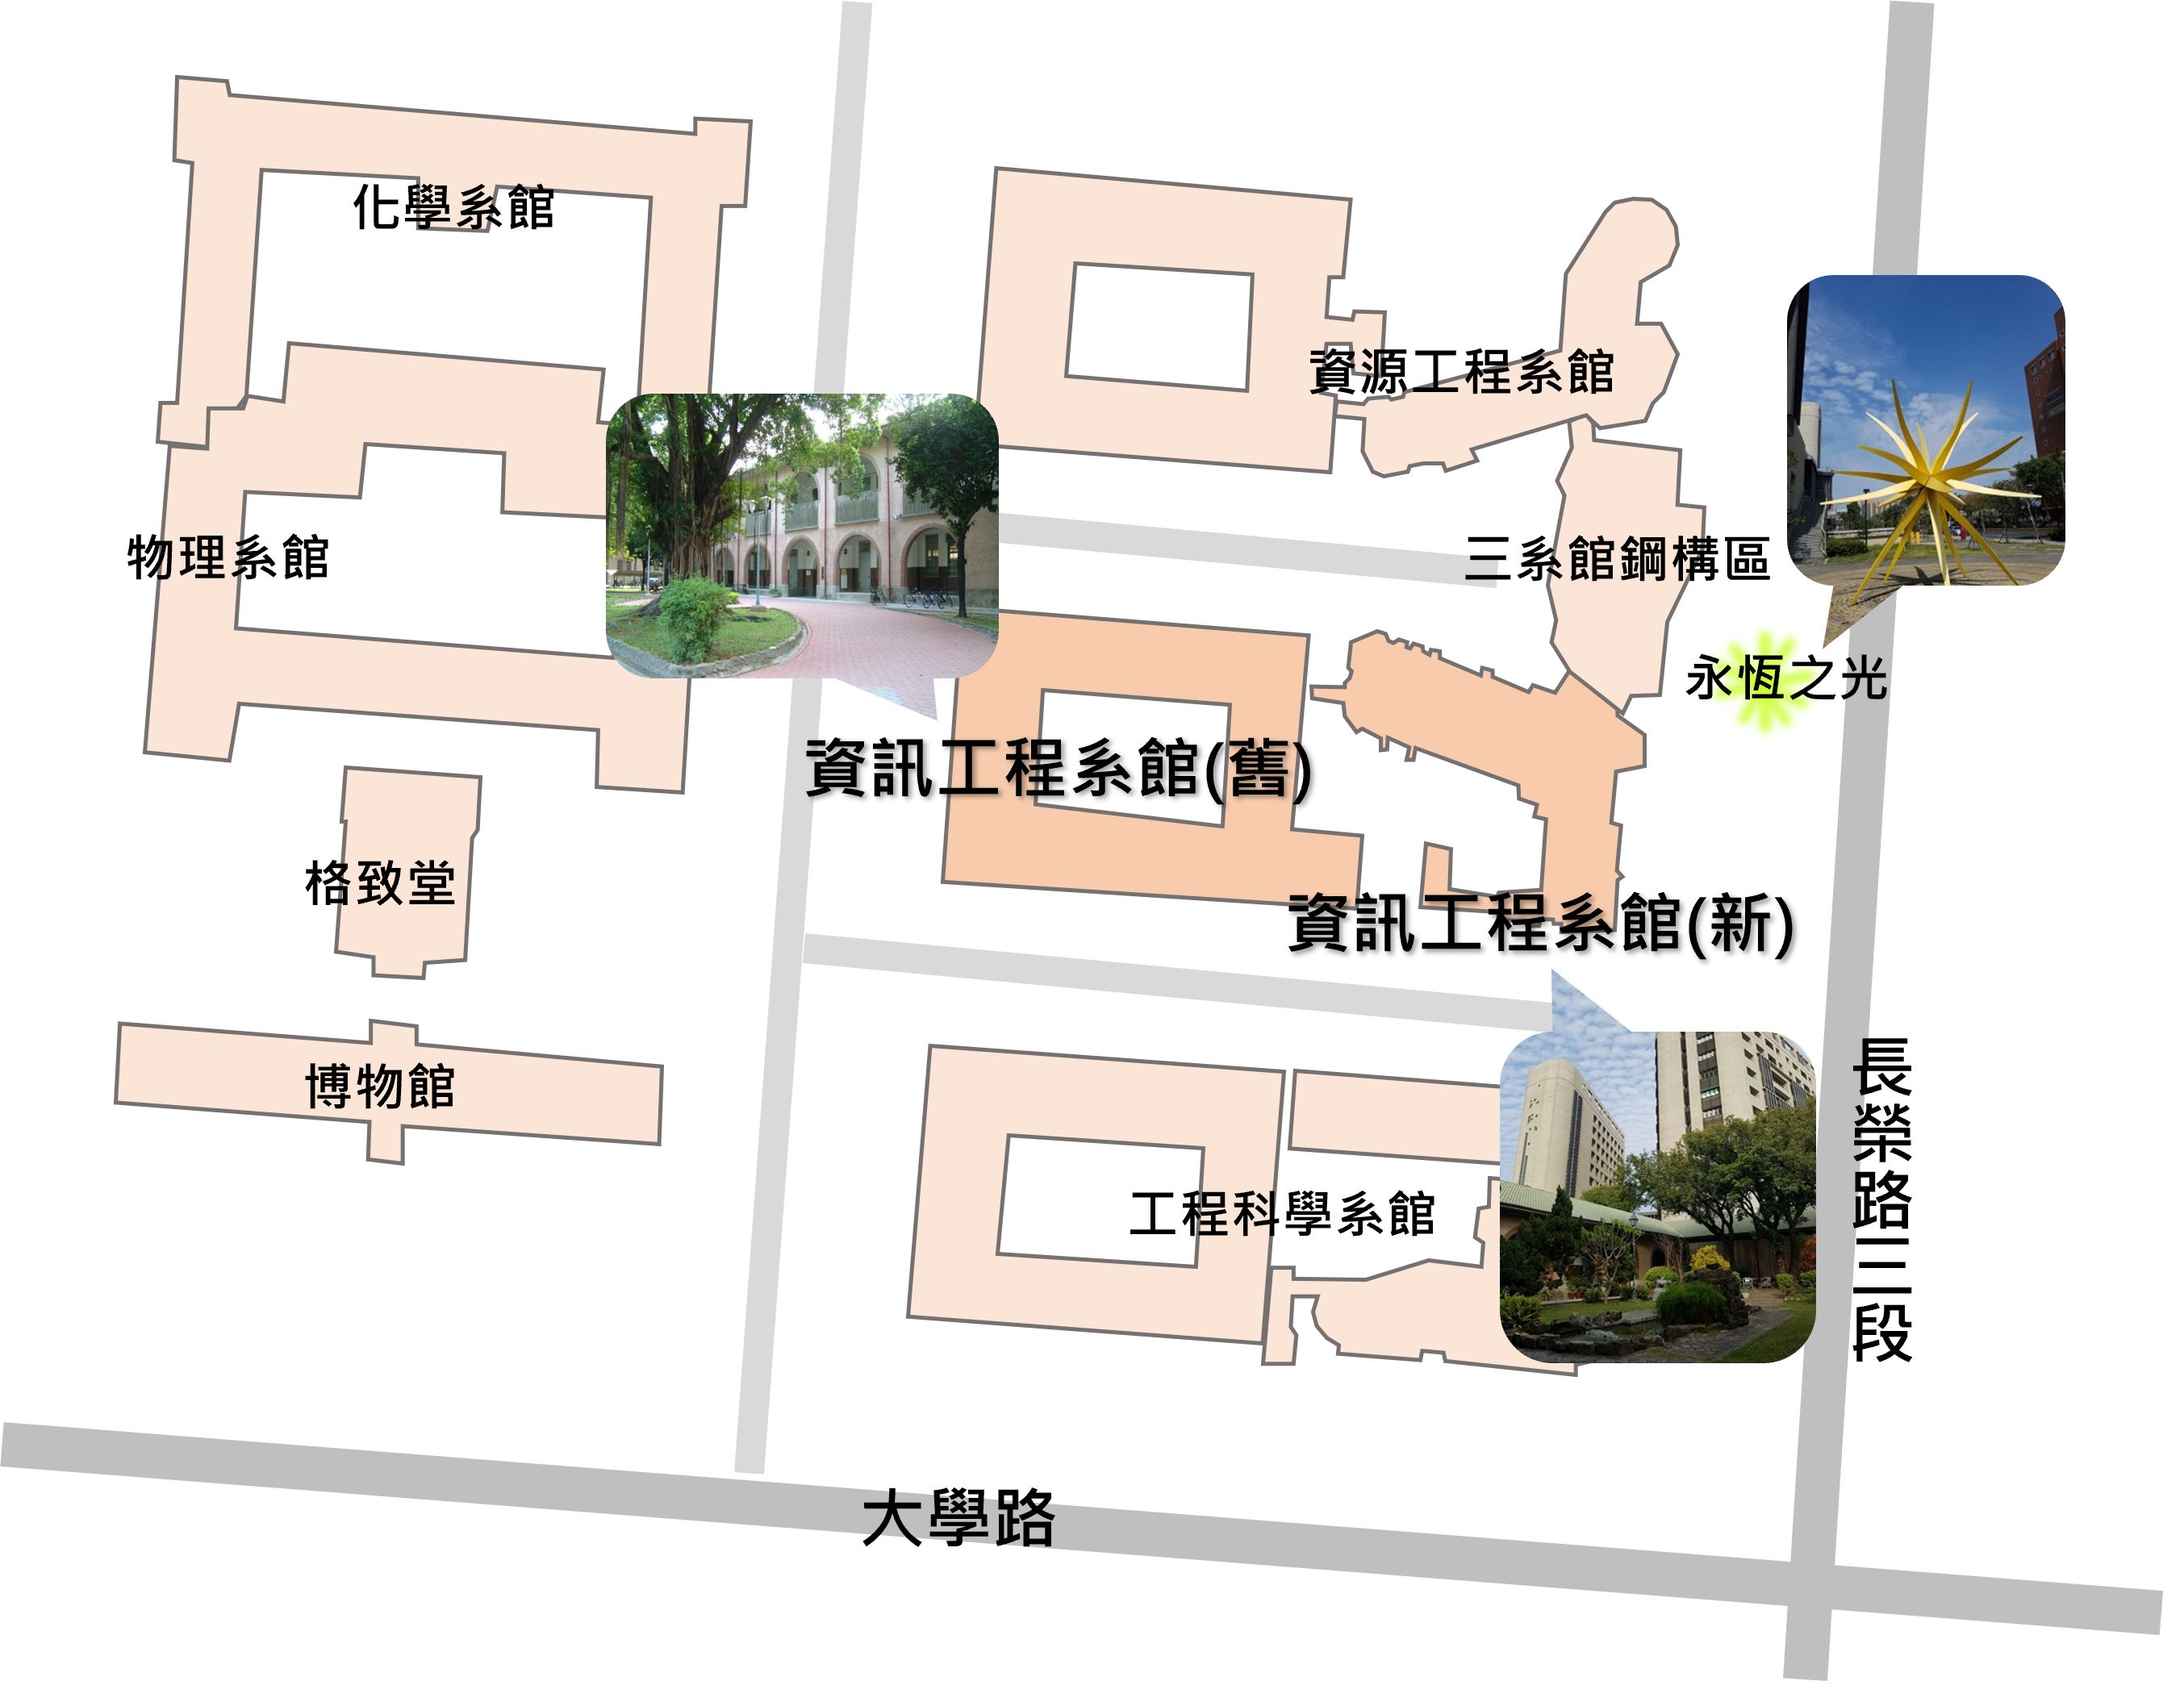 化學系館
資源工程系館
物理系館
三系館鋼構區
永恆之光
資訊工程系館(舊)
格致堂
資訊工程系館(新)
博物館
長榮路三段
工程科學系館
大學路